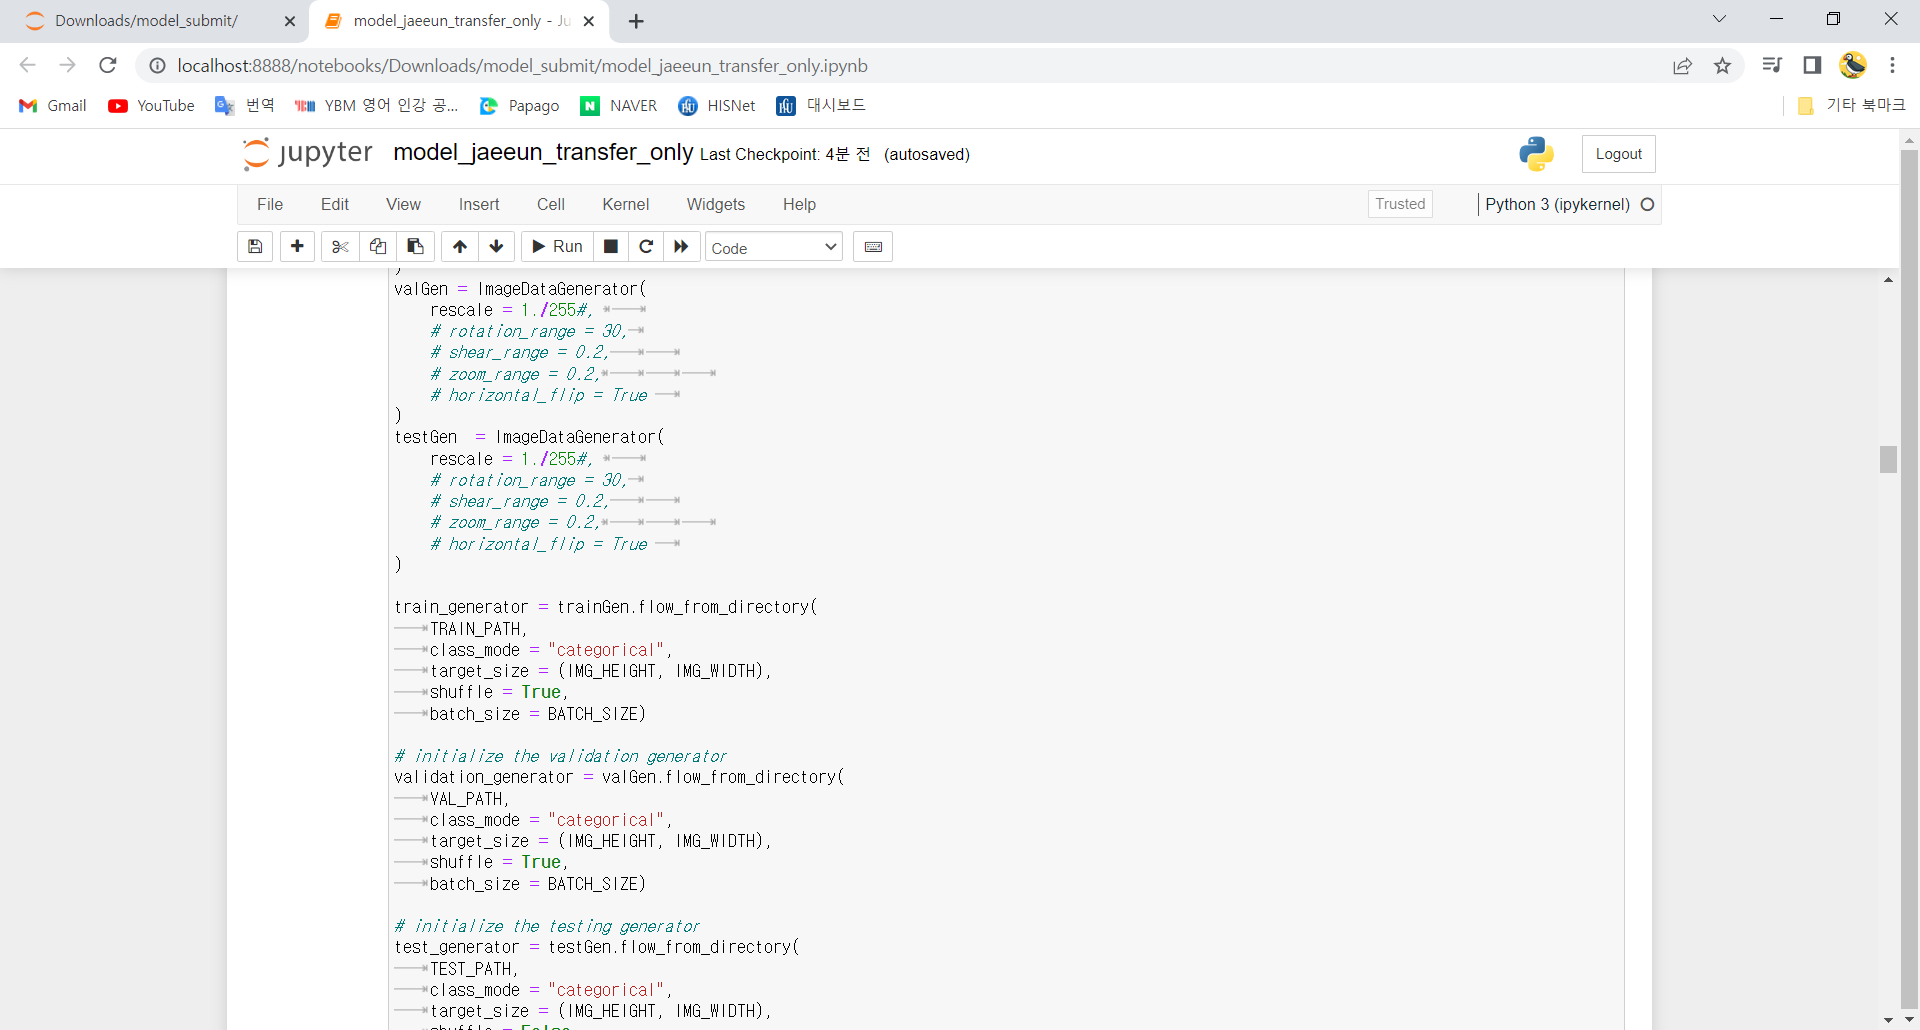 Downloads/model_submit/
model_jaeeun_transfer_only - Ju
localhost:8888/notebooks/Downloads/model_submit/model_jaeeun_transfer_only.ipynb
Gmail YouTube 번역 YBM 영어 인강 공... Papago NAVER HISNet 대시보드 기타 북마크
jupyter model_jaeeun_transfer_only Last Checkpoint: 4분 전 (autosaved) Logout
File Edit View Insert Cell Kernel Widgets Help Trusted Python 3 (ipykernel)
Run Code
)
valGen = ImageDataGenerator(
rescale = 1./255#,
# rotation_range = 30,
# shear_range = 0.2,
# zoom_range = 0.2,
# horizontal_flip = True
)
testGen  = ImageDataGenerator(
rescale = 1./255#,
# rotation_range = 30,
# shear_range = 0.2,
# zoom_range = 0.2,
# horizontal_flip = True
)
train_generator = trainGen.flow_from_directory(
TRAIN_PATH,
class_mode = "categorical",
target_size = (IMG_HEIGHT, IMG_WIDTH),
shuffle = True,
batch_size = BATCH_SIZE)
# initialize the validation generator
validation_generator = valGen.flow_from_directory(
VAL_PATH,
class_mode = "categorical",
target_size = (IMG_HEIGHT, IMG_WIDTH),
shuffle = True,
batch_size = BATCH_SIZE)
# initialize the testing generator
test_generator = testGen.flow_from_directory(
TEST_PATH,
class_mode = "categorical",
target_size = (IMG_HEIGHT, IMG_WIDTH),
shuffle = False